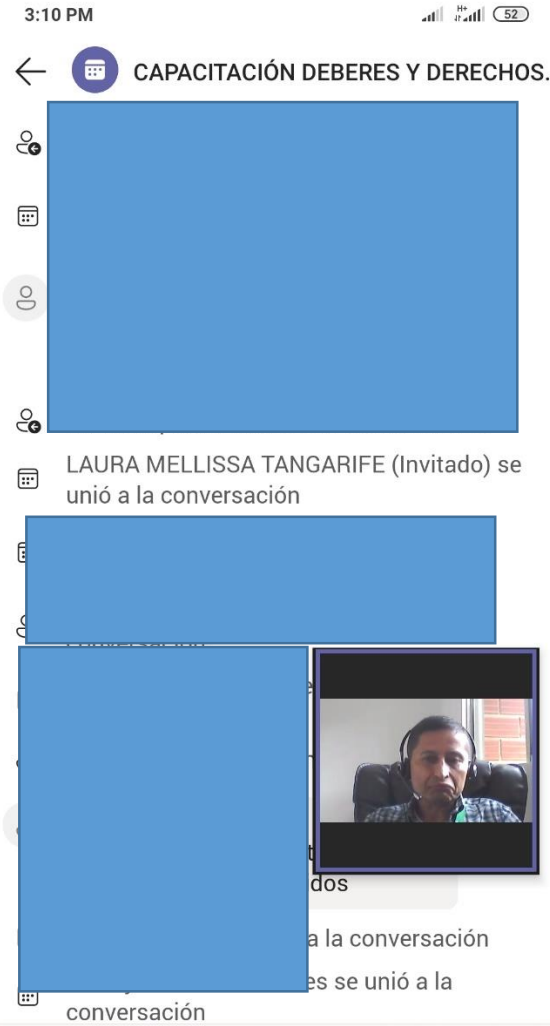 3:10 PM
H+
52
CAPACITACIÓN DEBERES Y DERECHOS.
LAURA MELLISSA TANGARIFE (Invitado) se
unió a la conversación
dos
a la conversación
es se unió a la
conversación